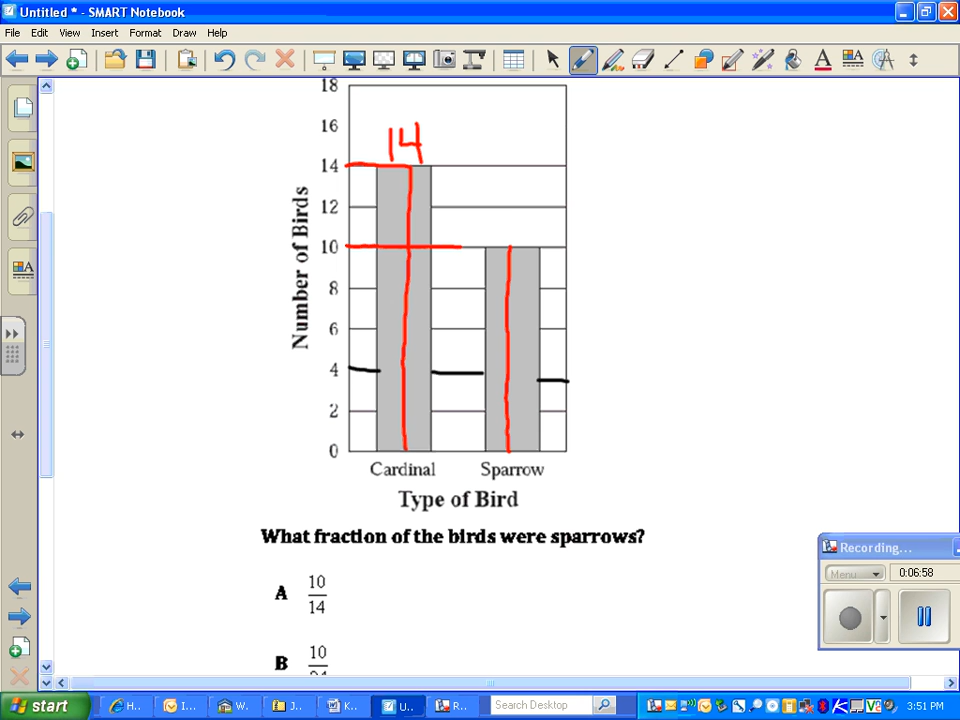 Untitled * - SMART Notebook
File Edit View Insert Format Draw Help
18
16
14
14
12
10
8
6
4
2
0
Number of Birds
Cardinal Sparrow
Type of Bird
What fraction of the birds were sparrows?
A 10/14
B 10
Recording...
Menu 0:06:58
start H... I... W... J... K... U... R... Search Desktop 3:51 PM